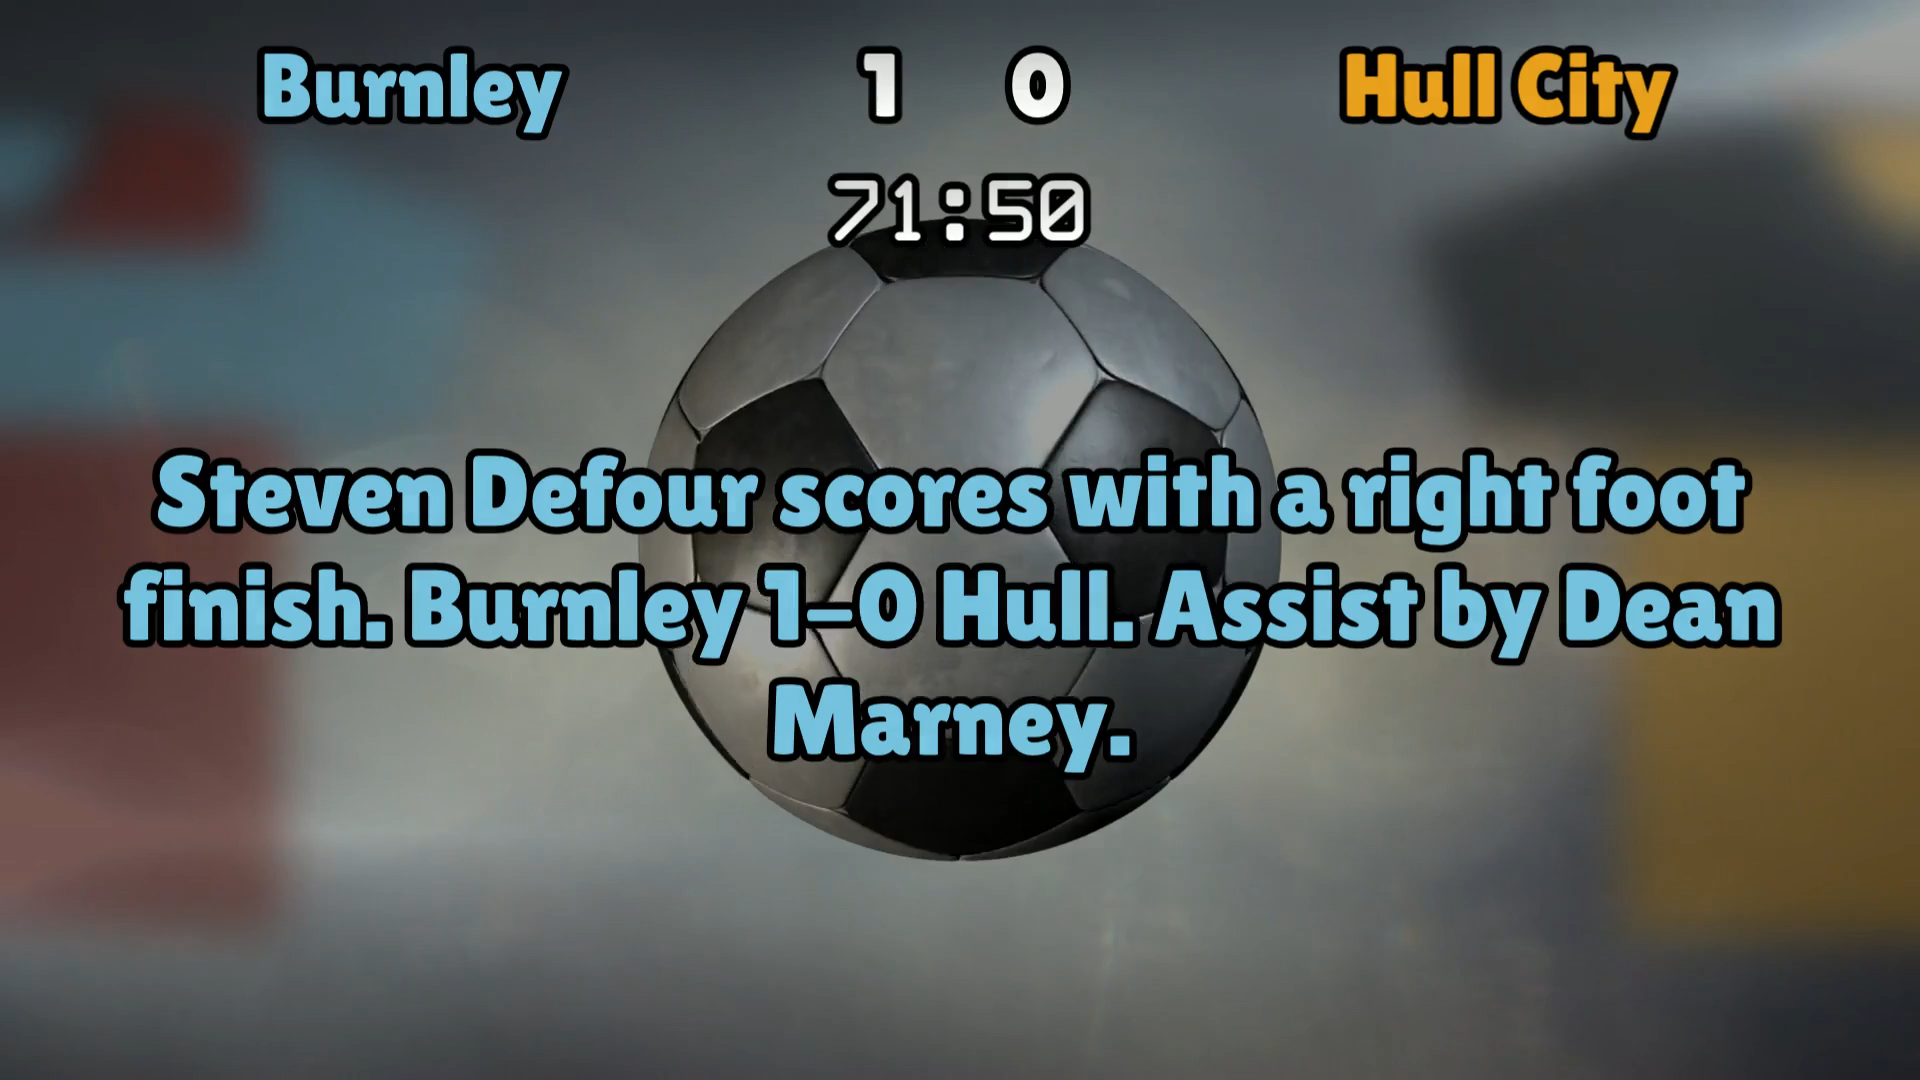 Burnley 1 0 Hull City
71:50
Steven Defour scores with a right foot
finish. Burnley 1-0 Hull. Assist by Dean
Marney.